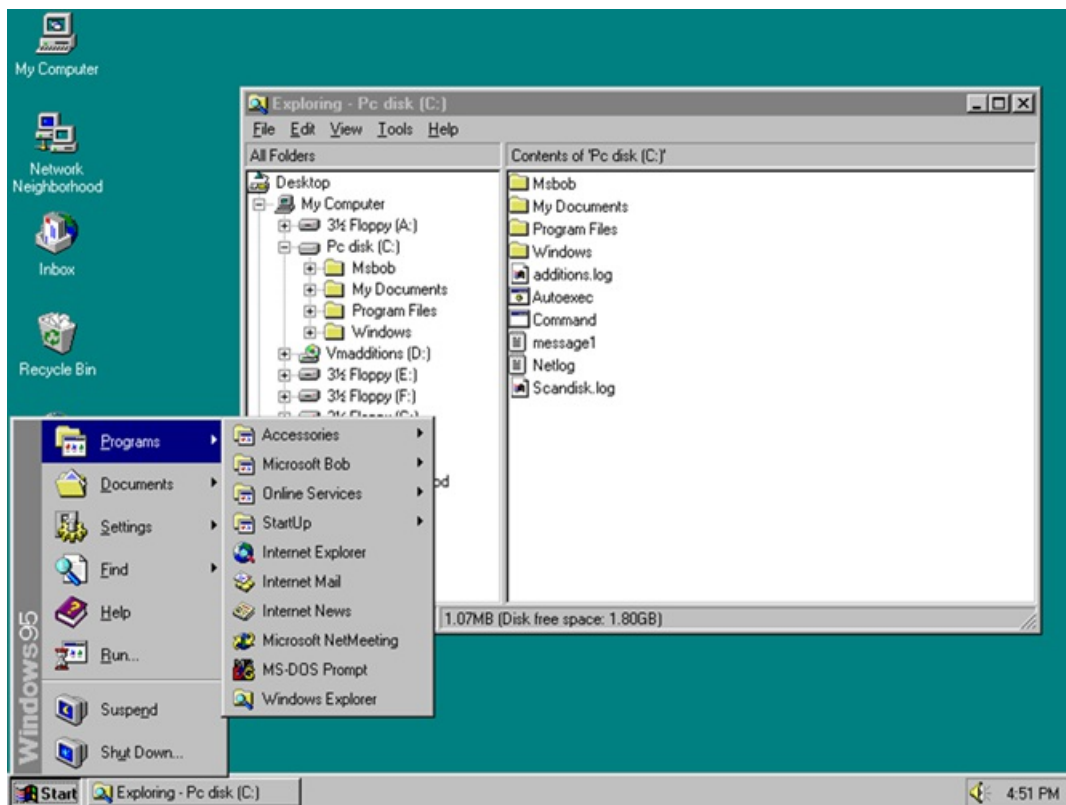 My Computer
Network
Neighborhood
Inbox
Recycle Bin
Exploring - Pc disk (C:)
File Edit View Tools Help
All Folders
Contents of 'Pc disk (C:)'
Desktop
My Computer
3½ Floppy (A:)
Pc disk (C:)
Msbob
My Documents
Program Files
Windows
Vmadditions (D:)
3½ Floppy (E:)
3½ Floppy (F:)
Msbob
My Documents
Program Files
Windows
additions.log
Autoexec
Command
message1
Netlog
Scandisk.log
1.07MB (Disk free space: 1.80GB)
Windows95
Programs
Documents
Settings
Find
Help
Run...
Suspend
Shut Down...
Accessories
Microsoft Bob
Online Services
StartUp
Internet Explorer
Internet Mail
Internet News
Microsoft NetMeeting
MS-DOS Prompt
Windows Explorer
Start
Exploring - Pc disk (C:)
4:51 PM